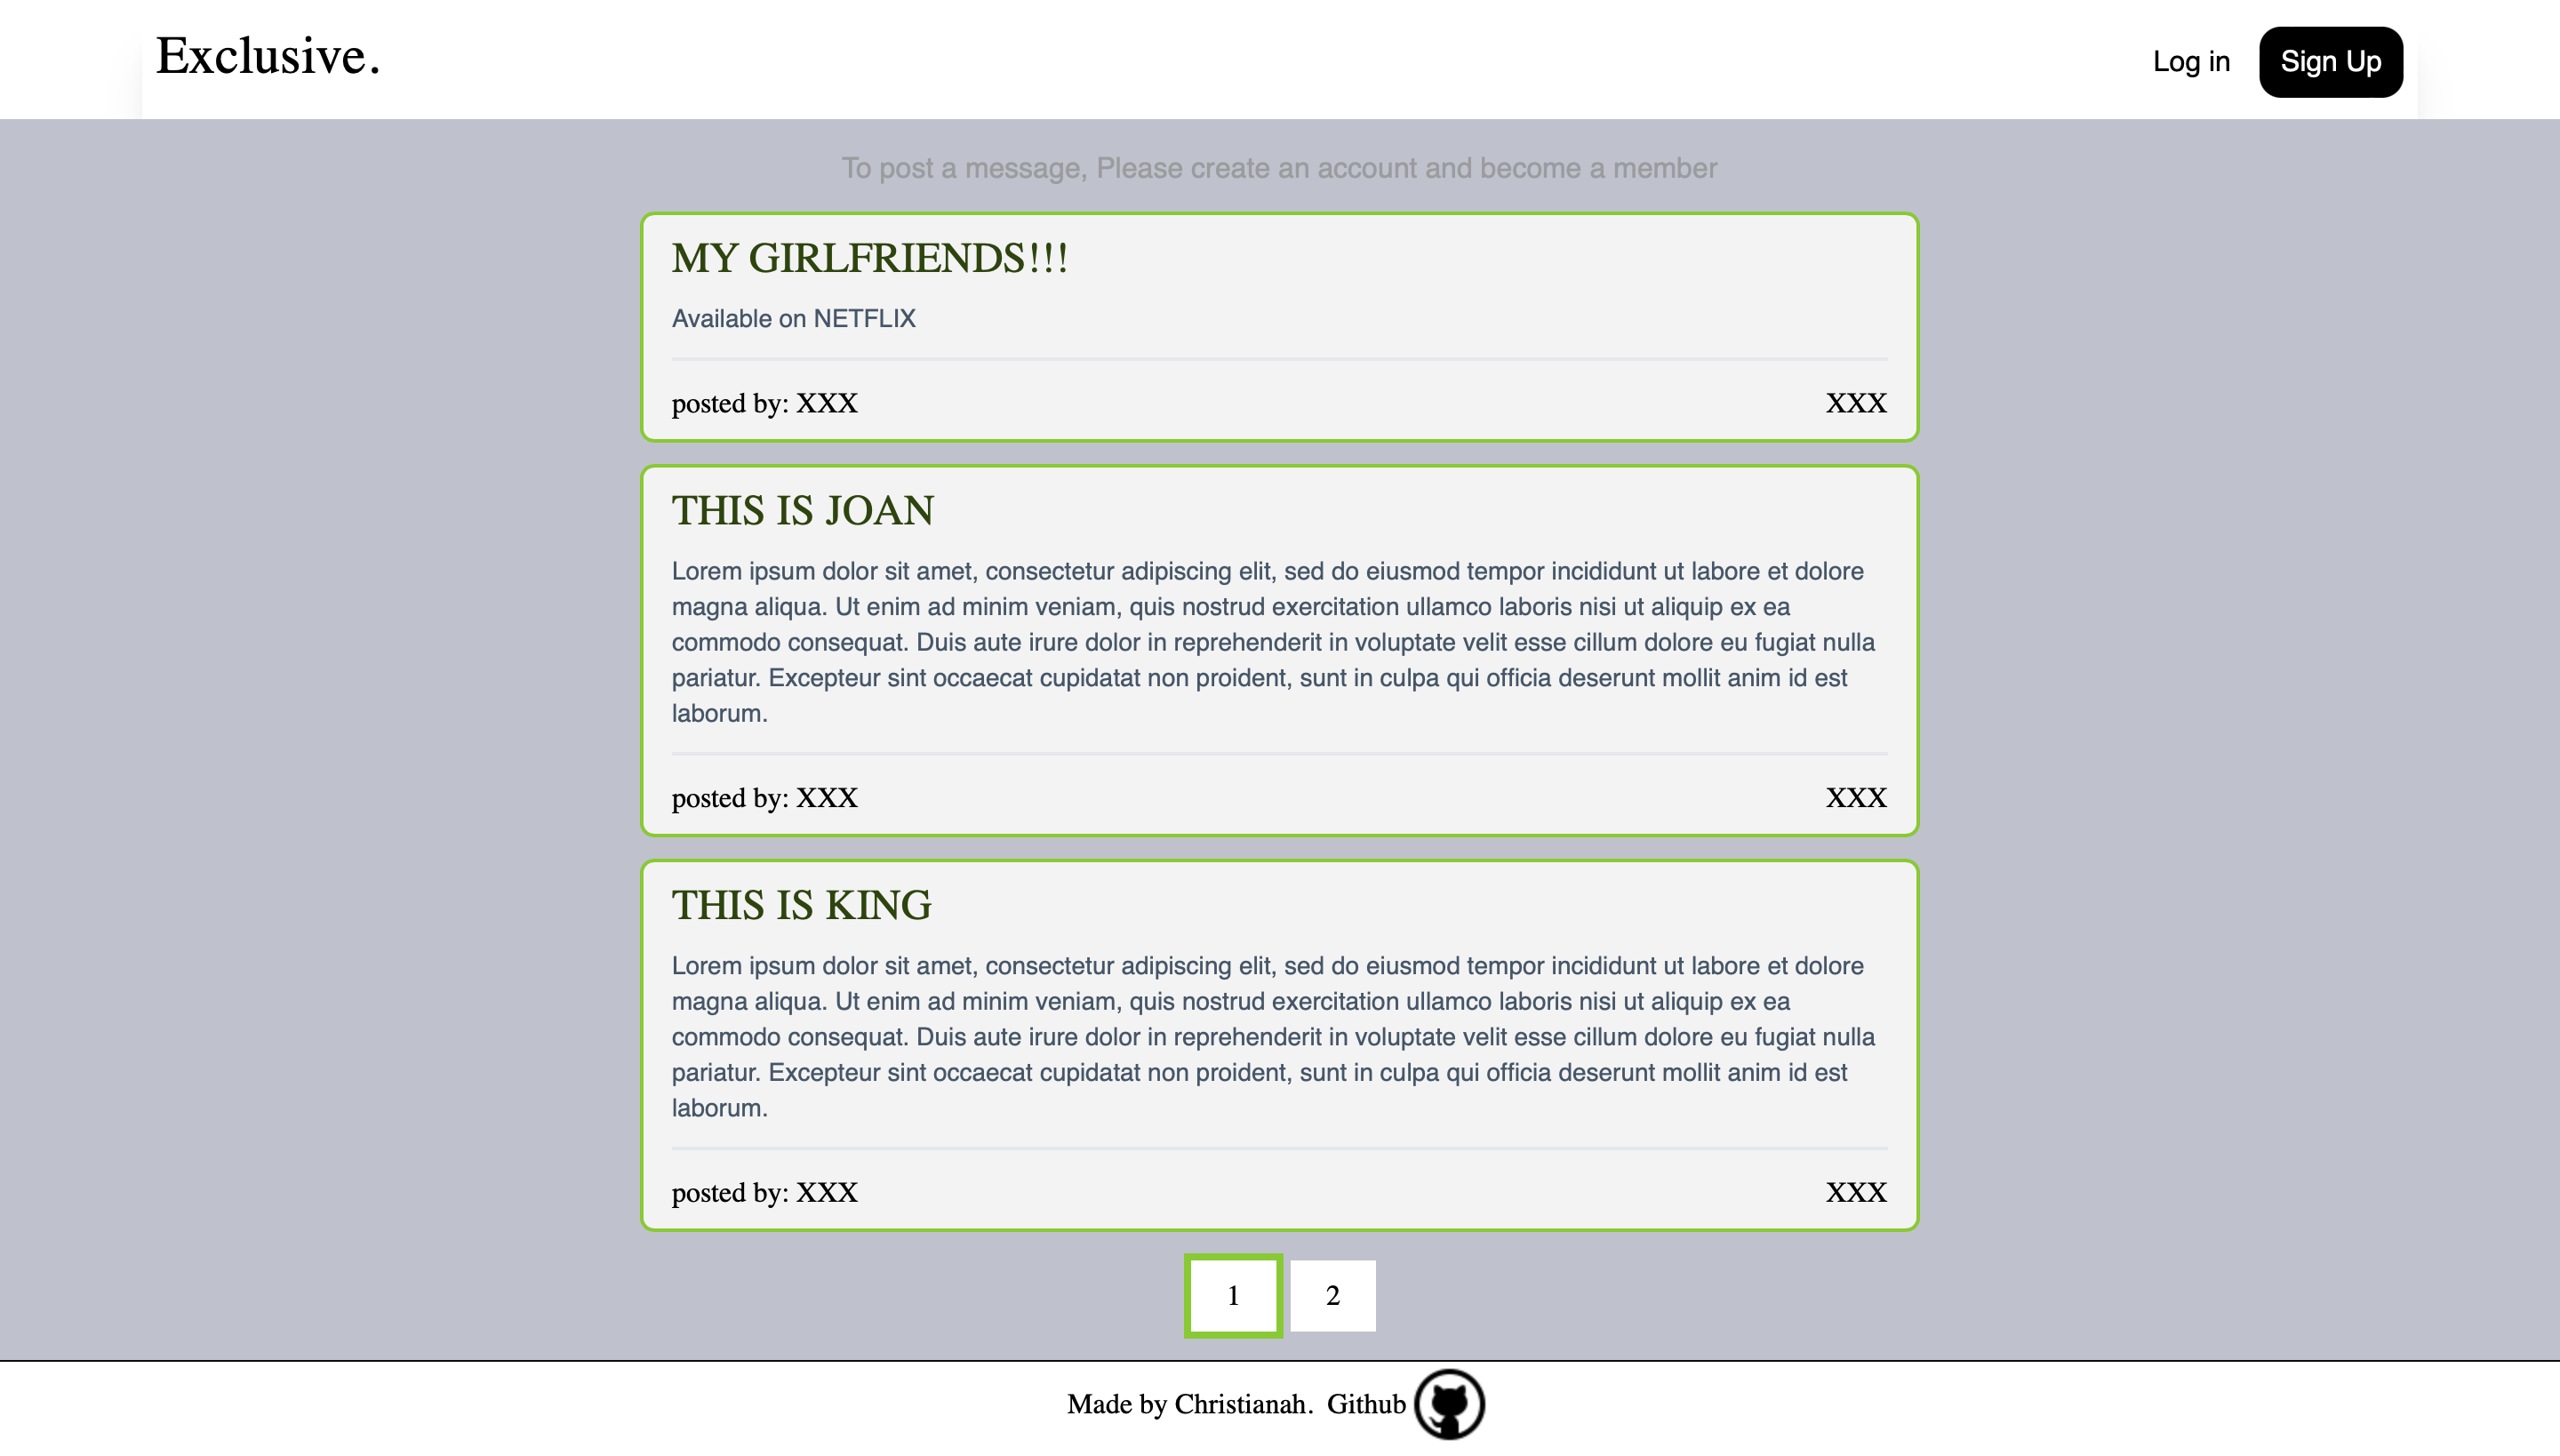 Exclusive.
Log in
Sign Up
To post a message, Please create an account and become a member
MY GIRLFRIENDS!!!
Available on NETFLIX
posted by: XXX
XXX
THIS IS JOAN
Lorem ipsum dolor sit amet, consectetur adipiscing elit, sed do eiusmod tempor incididunt ut labore et dolore
magna aliqua. Ut enim ad minim veniam, quis nostrud exercitation ullamco laboris nisi ut aliquip ex ea
commodo consequat. Duis aute irure dolor in reprehenderit in voluptate velit esse cillum dolore eu fugiat nulla
pariatur. Excepteur sint occaecat cupidatat non proident, sunt in culpa qui officia deserunt mollit anim id est
laborum.
posted by: XXX
XXX
THIS IS KING
Lorem ipsum dolor sit amet, consectetur adipiscing elit, sed do eiusmod tempor incididunt ut labore et dolore
magna aliqua. Ut enim ad minim veniam, quis nostrud exercitation ullamco laboris nisi ut aliquip ex ea
commodo consequat. Duis aute irure dolor in reprehenderit in voluptate velit esse cillum dolore eu fugiat nulla
pariatur. Excepteur sint occaecat cupidatat non proident, sunt in culpa qui officia deserunt mollit anim id est
laborum.
posted by: XXX
XXX
1
2
Made by Christianah. Github